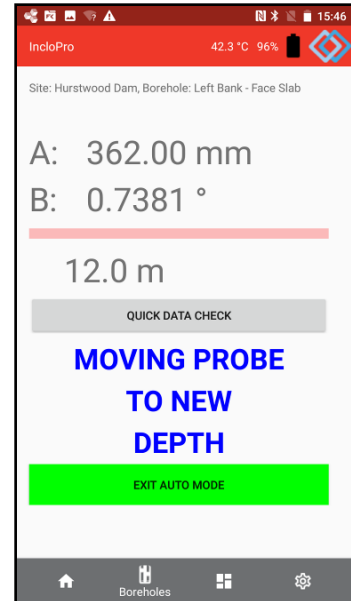 15:46
IncloPro 42.3 °C 96%
Site: Hurstwood Dam, Borehole: Left Bank - Face Slab
A: 362.00 mm
B: 0.7381 °
12.0 m
QUICK DATA CHECK
MOVING PROBE
TO NEW
DEPTH
EXIT AUTO MODE
Boreholes